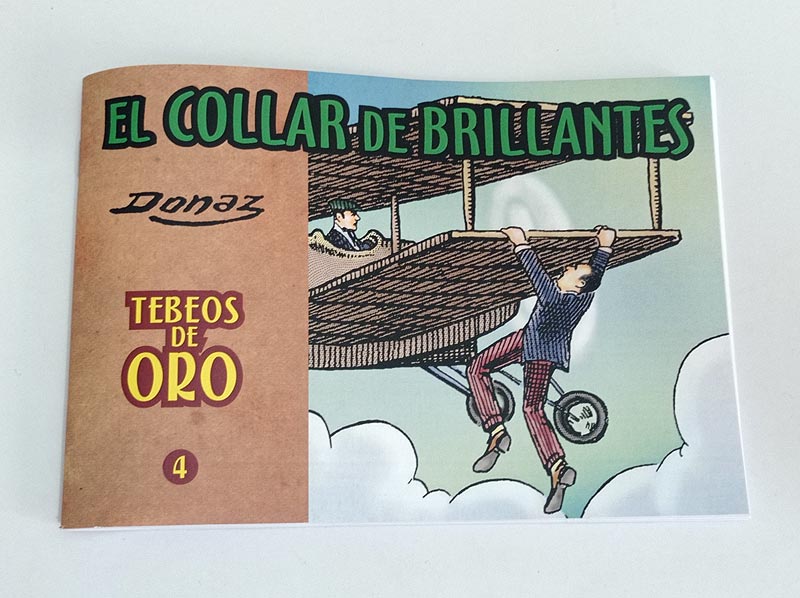 EL COLLAR DE BRILLANTES
Donaz
TEBEOS
DE
ORO
4